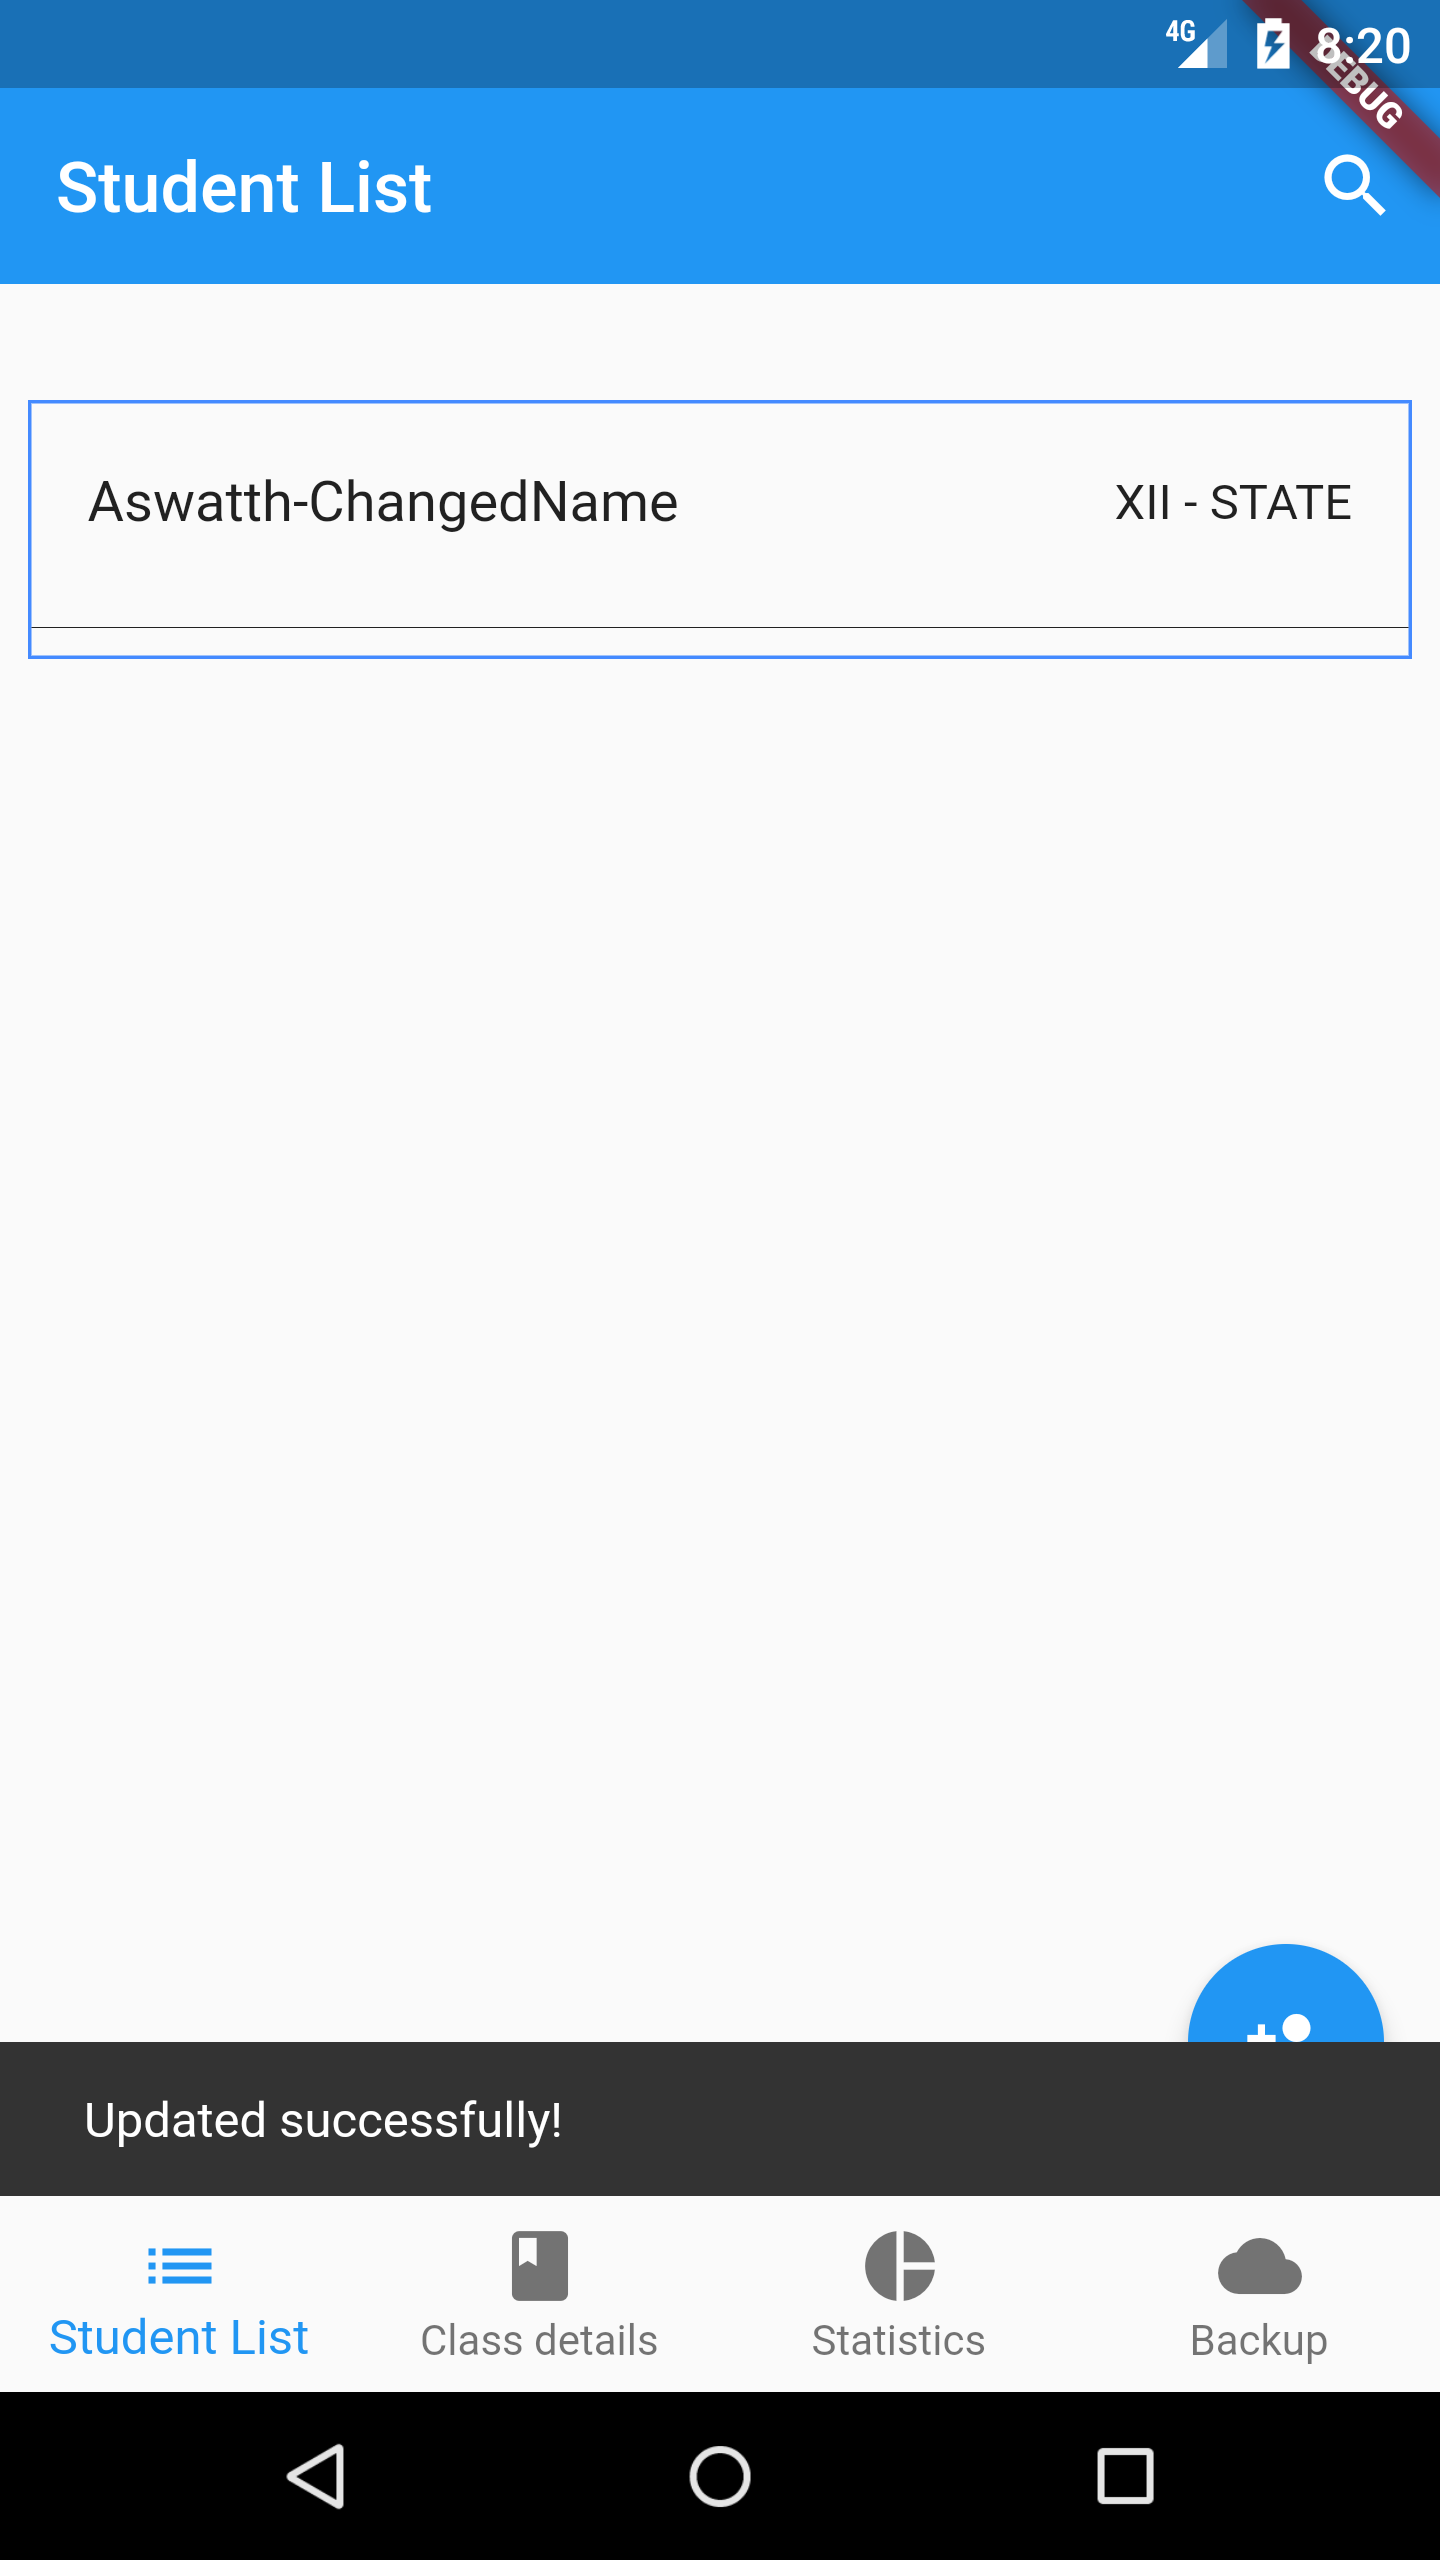 4G 8:20
DEBUG
Student List
Aswatth-ChangedName XII - STATE
Updated successfully!
Student List Class details Statistics Backup